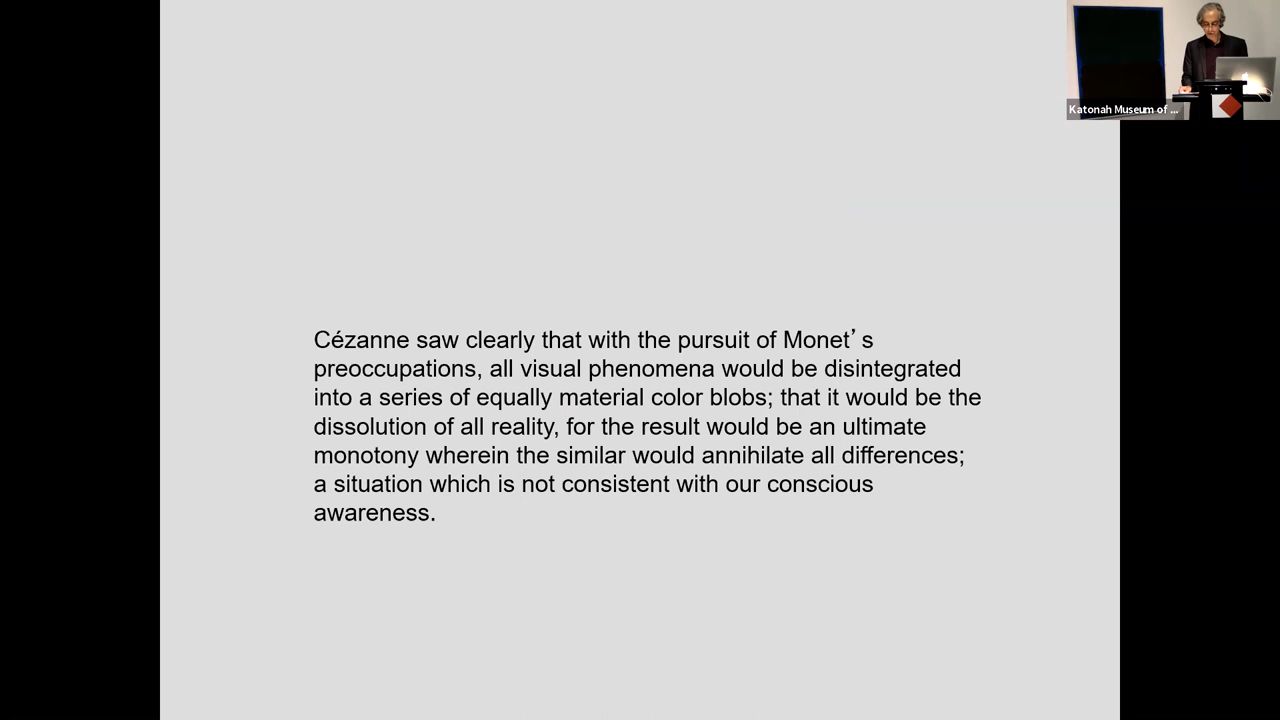 Katonah Museum of ...
Cézanne saw clearly that with the pursuit of Monet’s
preoccupations, all visual phenomena would be disintegrated
into a series of equally material color blobs; that it would be the
dissolution of all reality, for the result would be an ultimate
monotony wherein the similar would annihilate all differences;
a situation which is not consistent with our conscious
awareness.